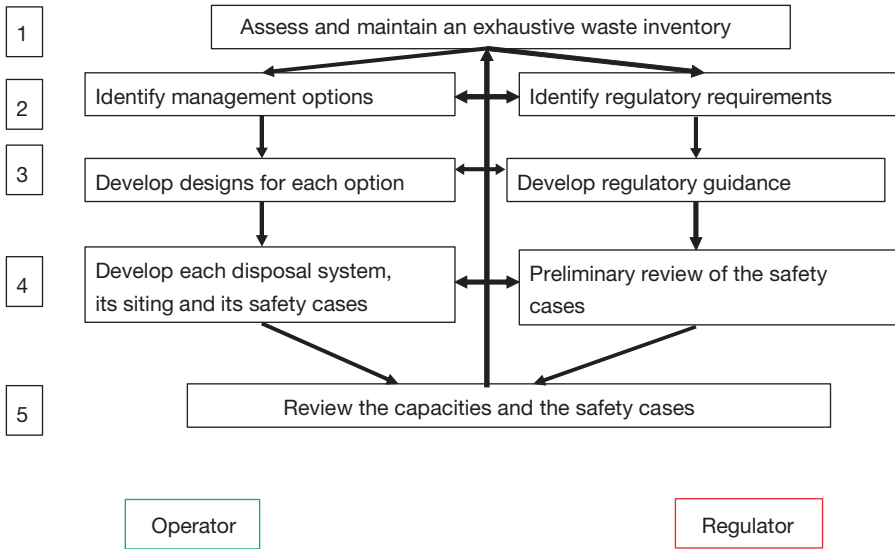 1
Assess and maintain an exhaustive waste inventory
2
Identify management options
Identify regulatory requirements
3
Develop designs for each option
Develop regulatory guidance
4
Develop each disposal system,
its siting and its safety cases
Preliminary review of the safety
cases
5
Review the capacities and the safety cases
Operator
Regulator